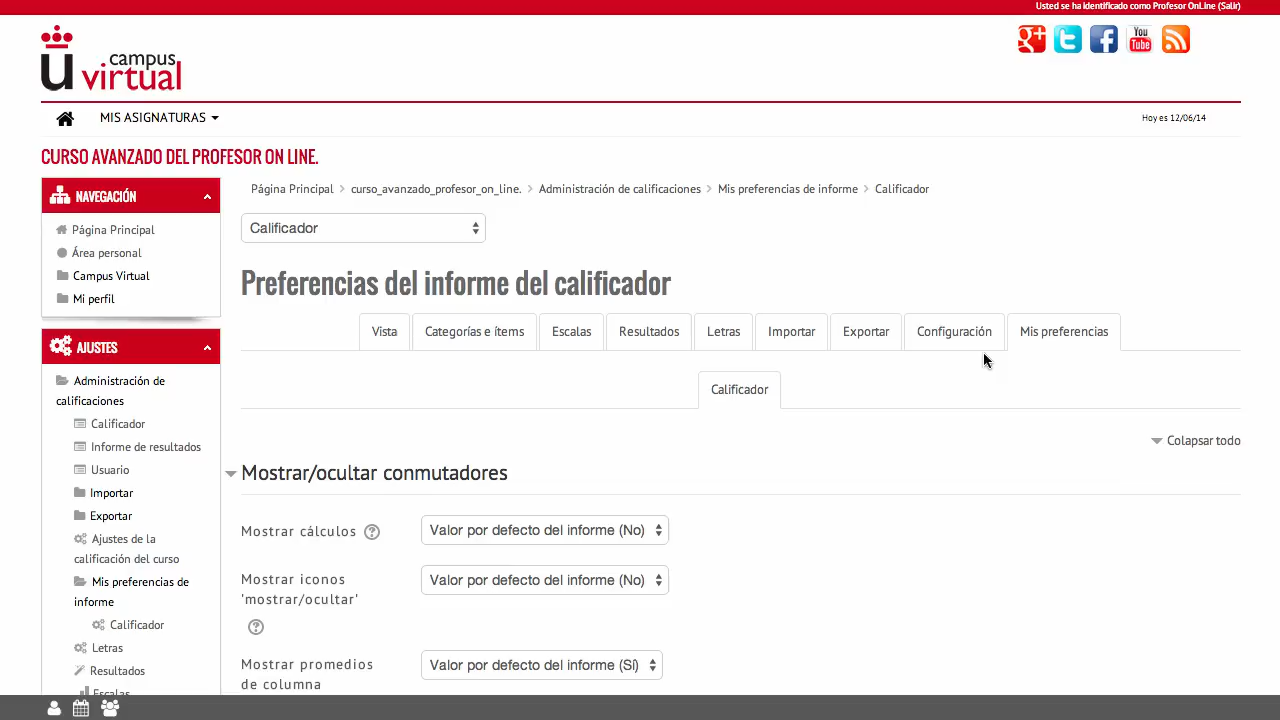 Usted se ha identificado como Profesor OnLine (Salir)
campus
virtual
You
Tube
MIS ASIGNATURAS
Hoy es 12/06/14
CURSO AVANZADO DEL PROFESOR ON LINE.
NAVEGACIÓN
Página Principal
Área personal
Campus Virtual
Mi perfil
AJUSTES
Administración de
calificaciones
Calificador
Informe de resultados
Usuario
Importar
Exportar
Ajustes de la
calificación del curso
Mis preferencias de
informe
Calificador
Letras
Resultados
Escalas
Página Principal > curso_avanzado_profesor_on_line. > Administración de calificaciones > Mis preferencias de informe > Calificador
Calificador
Preferencias del informe del calificador
Vista Categorías e ítems Escalas Resultados Letras Importar Exportar Configuración Mis preferencias
Calificador
Colapsar todo
Mostrar/ocultar conmutadores
Mostrar cálculos ? Valor por defecto del informe (No)
Mostrar iconos Valor por defecto del informe (No)
'mostrar/ocultar'
?
Mostrar promedios Valor por defecto del informe (Sí)
de columna